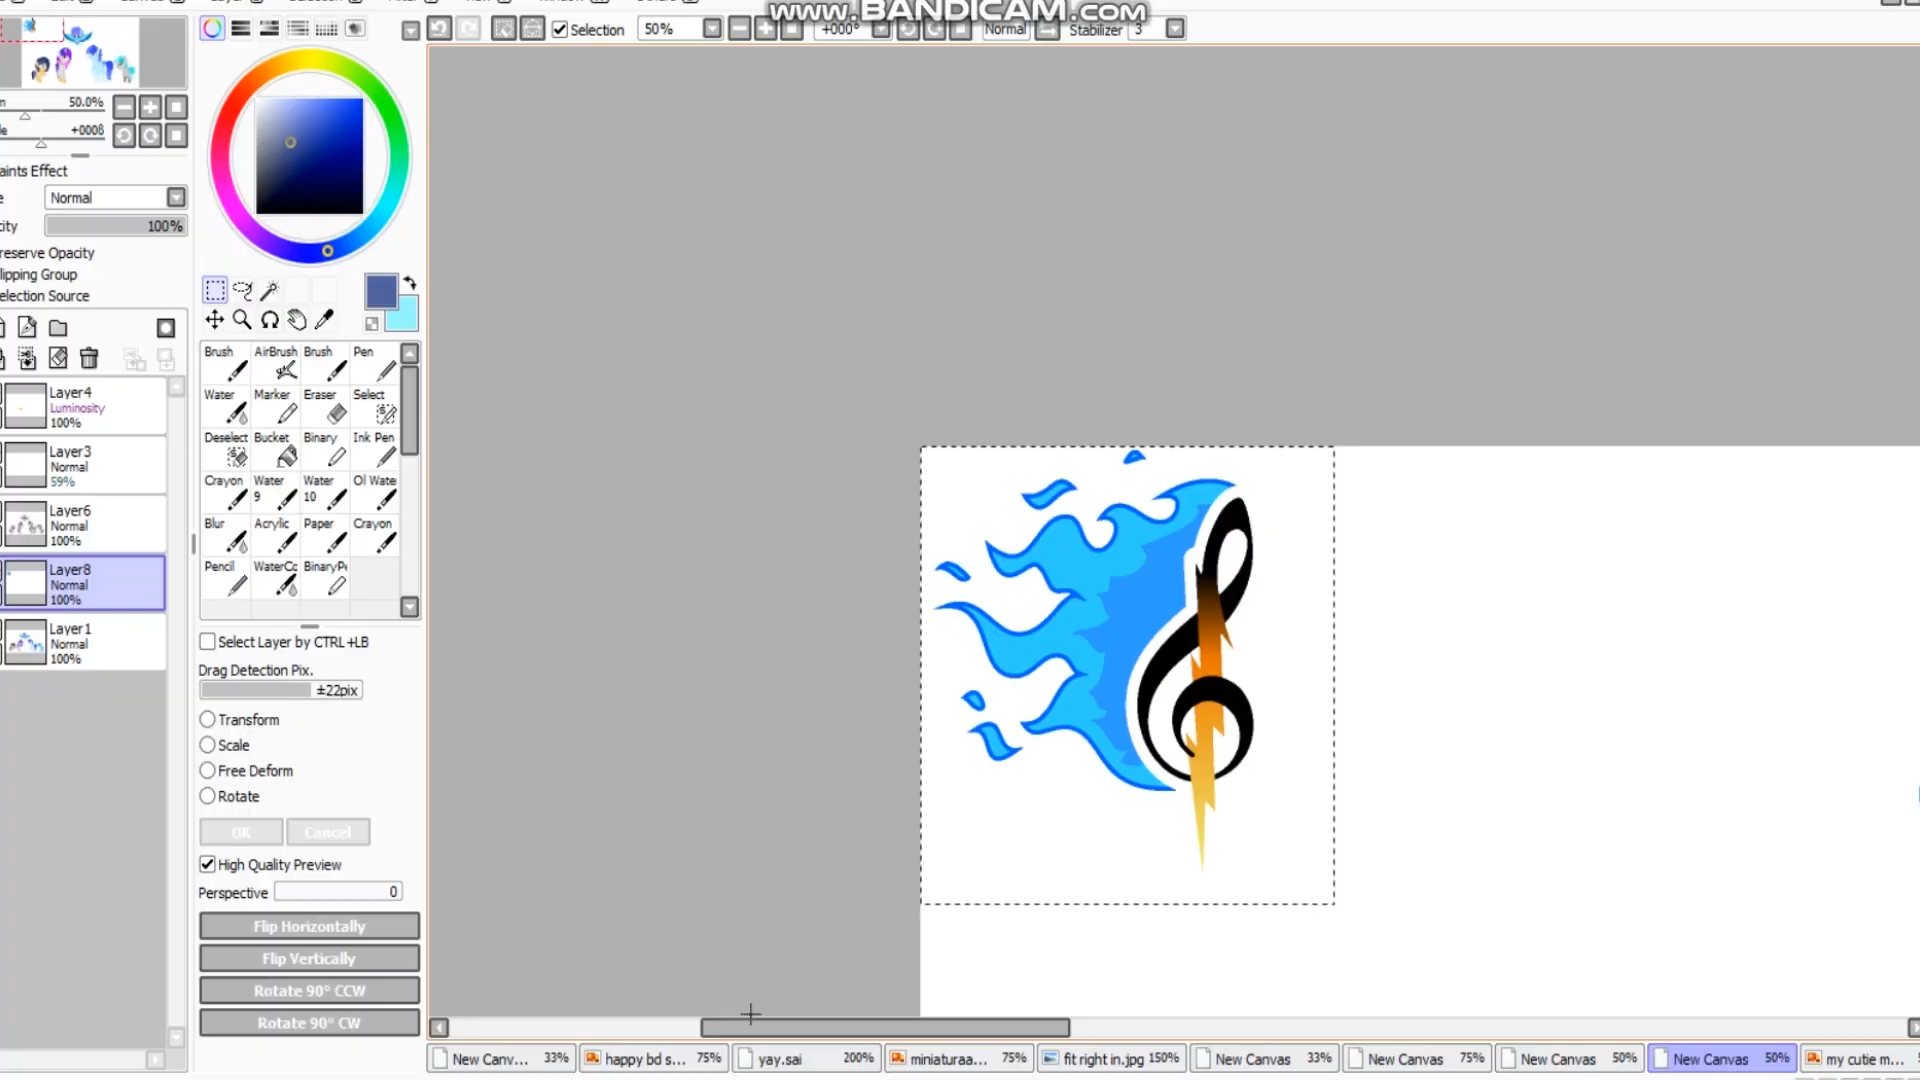 www.BANDICAM.com
Selection
50%
+000°
Normal
Stabilizer 3
50.0%
+0008
aints Effect
Normal
100%
reserve Opacity
lipping Group
election Source
Layer4
Luminosity
100%
Layer3
Normal
59%
Layer6
Normal
100%
Layer8
Normal
100%
Layer1
Normal
100%
Brush AirBrush Brush Pen
Water Marker Eraser Select
Deselect Bucket Binary Ink Pen
Crayon Water 9 Water 10 Ol Wate
Blur Acrylic Paper Crayon
Pencil WaterCc BinaryPe
Select Layer by CTRL+LB
Drag Detection Pix.
±22pix
Transform
Scale
Free Deform
Rotate
OK Cancel
High Quality Preview
Perspective 0
Flip Horizontally
Flip Vertically
Rotate 90° CCW
Rotate 90° CW
New Canv... 33% happy bd s... 75% yay.sai 200% miniaturaa... 75% fit right in.jpg 150% New Canvas 33% New Canvas 75% New Canvas 50% New Canvas 50% my cutie m...